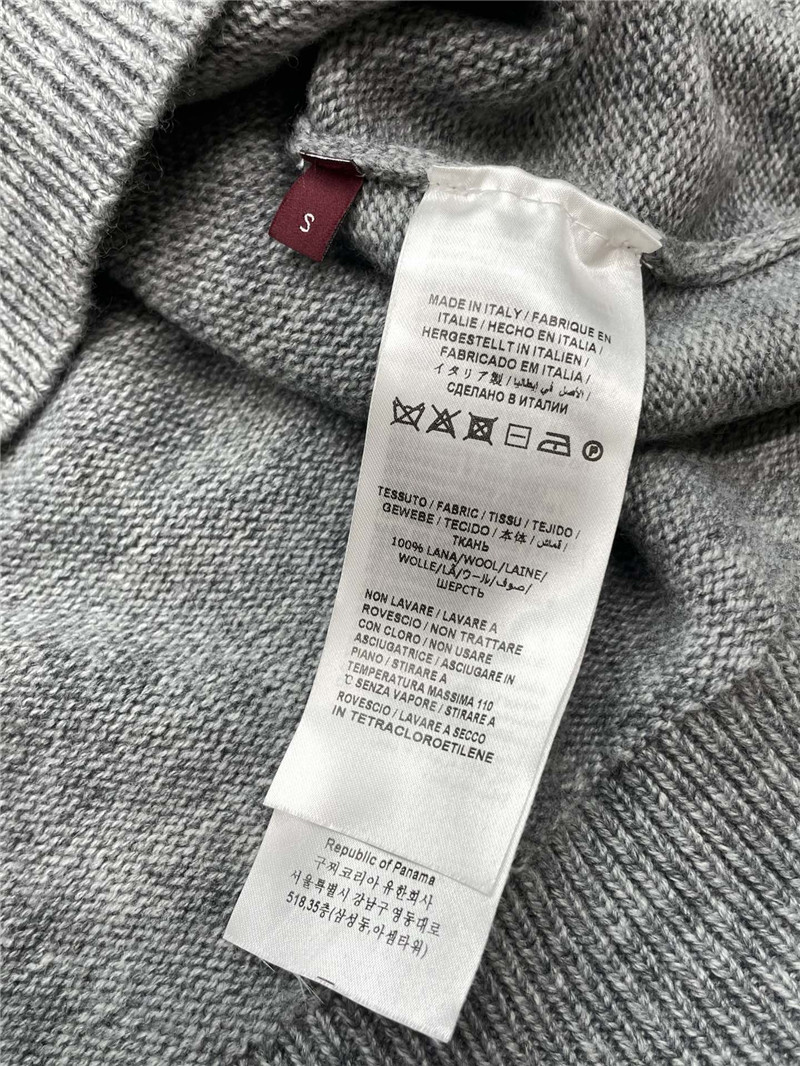 S
MADE IN ITALY / FABRIQUE EN
ITALIE / HECHO EN ITALIA /
HERGESTELLT IN ITALIEN /
FABRICADO EM ITALIA /
イタリア製 / الأصل في إيطاليا /
СДЕЛАНО В ИТАЛИИ
P
TESSUTO / FABRIC / TISSU / TEJIDO /
GEWEBE / TECIDO / 本体 / قماش /
ТКАНЬ
100% LANA/WOOL/LAINE/
WOLLE/LÃ/ウール/صوف/
ШЕРСТЬ
NON LAVARE / LAVARE A
ROVESCIO / NON TRATTARE
CON CLORO / NON USARE
ASCIUGATRICE / ASCIUGARE IN
PIANO / STIRARE A
TEMPERATURA MASSIMA 110
°C SENZA VAPORE / STIRARE A
ROVESCIO / LAVARE A SECCO
IN TETRACLOROETILENE
Republic of Panama
구찌코리아 유한회사
서울특별시 강남구 영동대로
518,35층(삼성동,아셈타워)